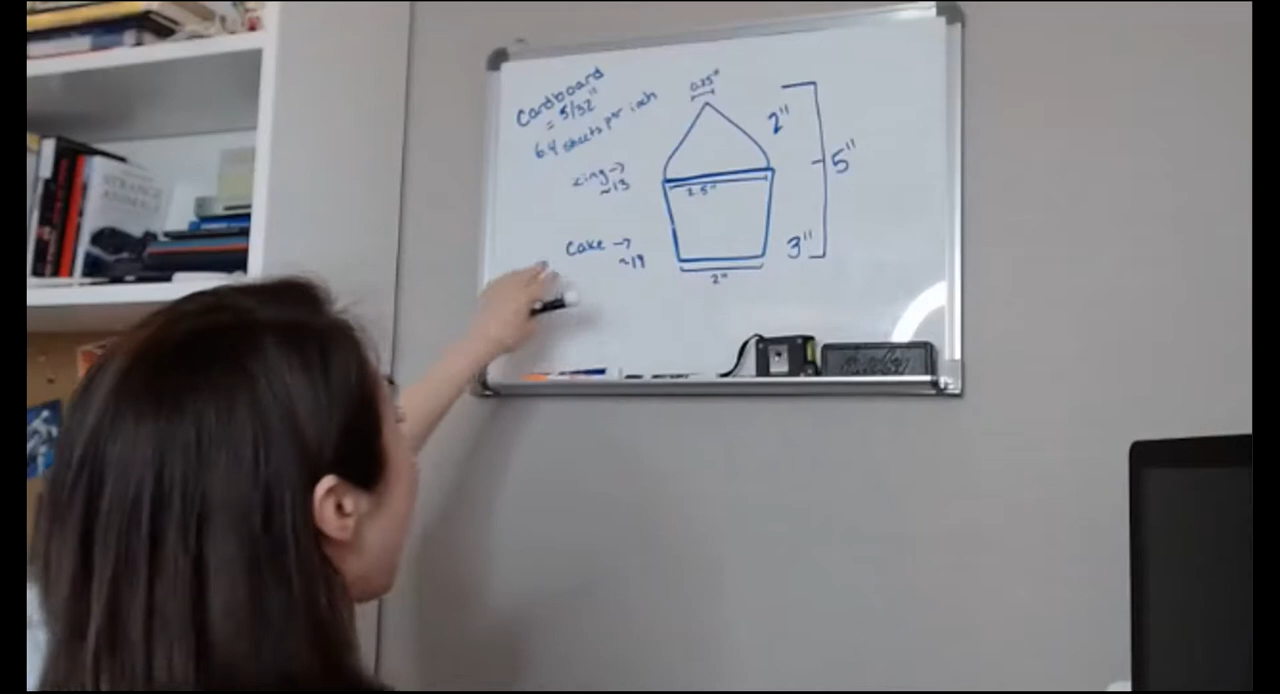 Cardboard
= 5/32"
6.4 sheets per inch
0.25"
2"
5"
icing →
~13
2.5"
Cake →
~19
3"
2"
STRANGE